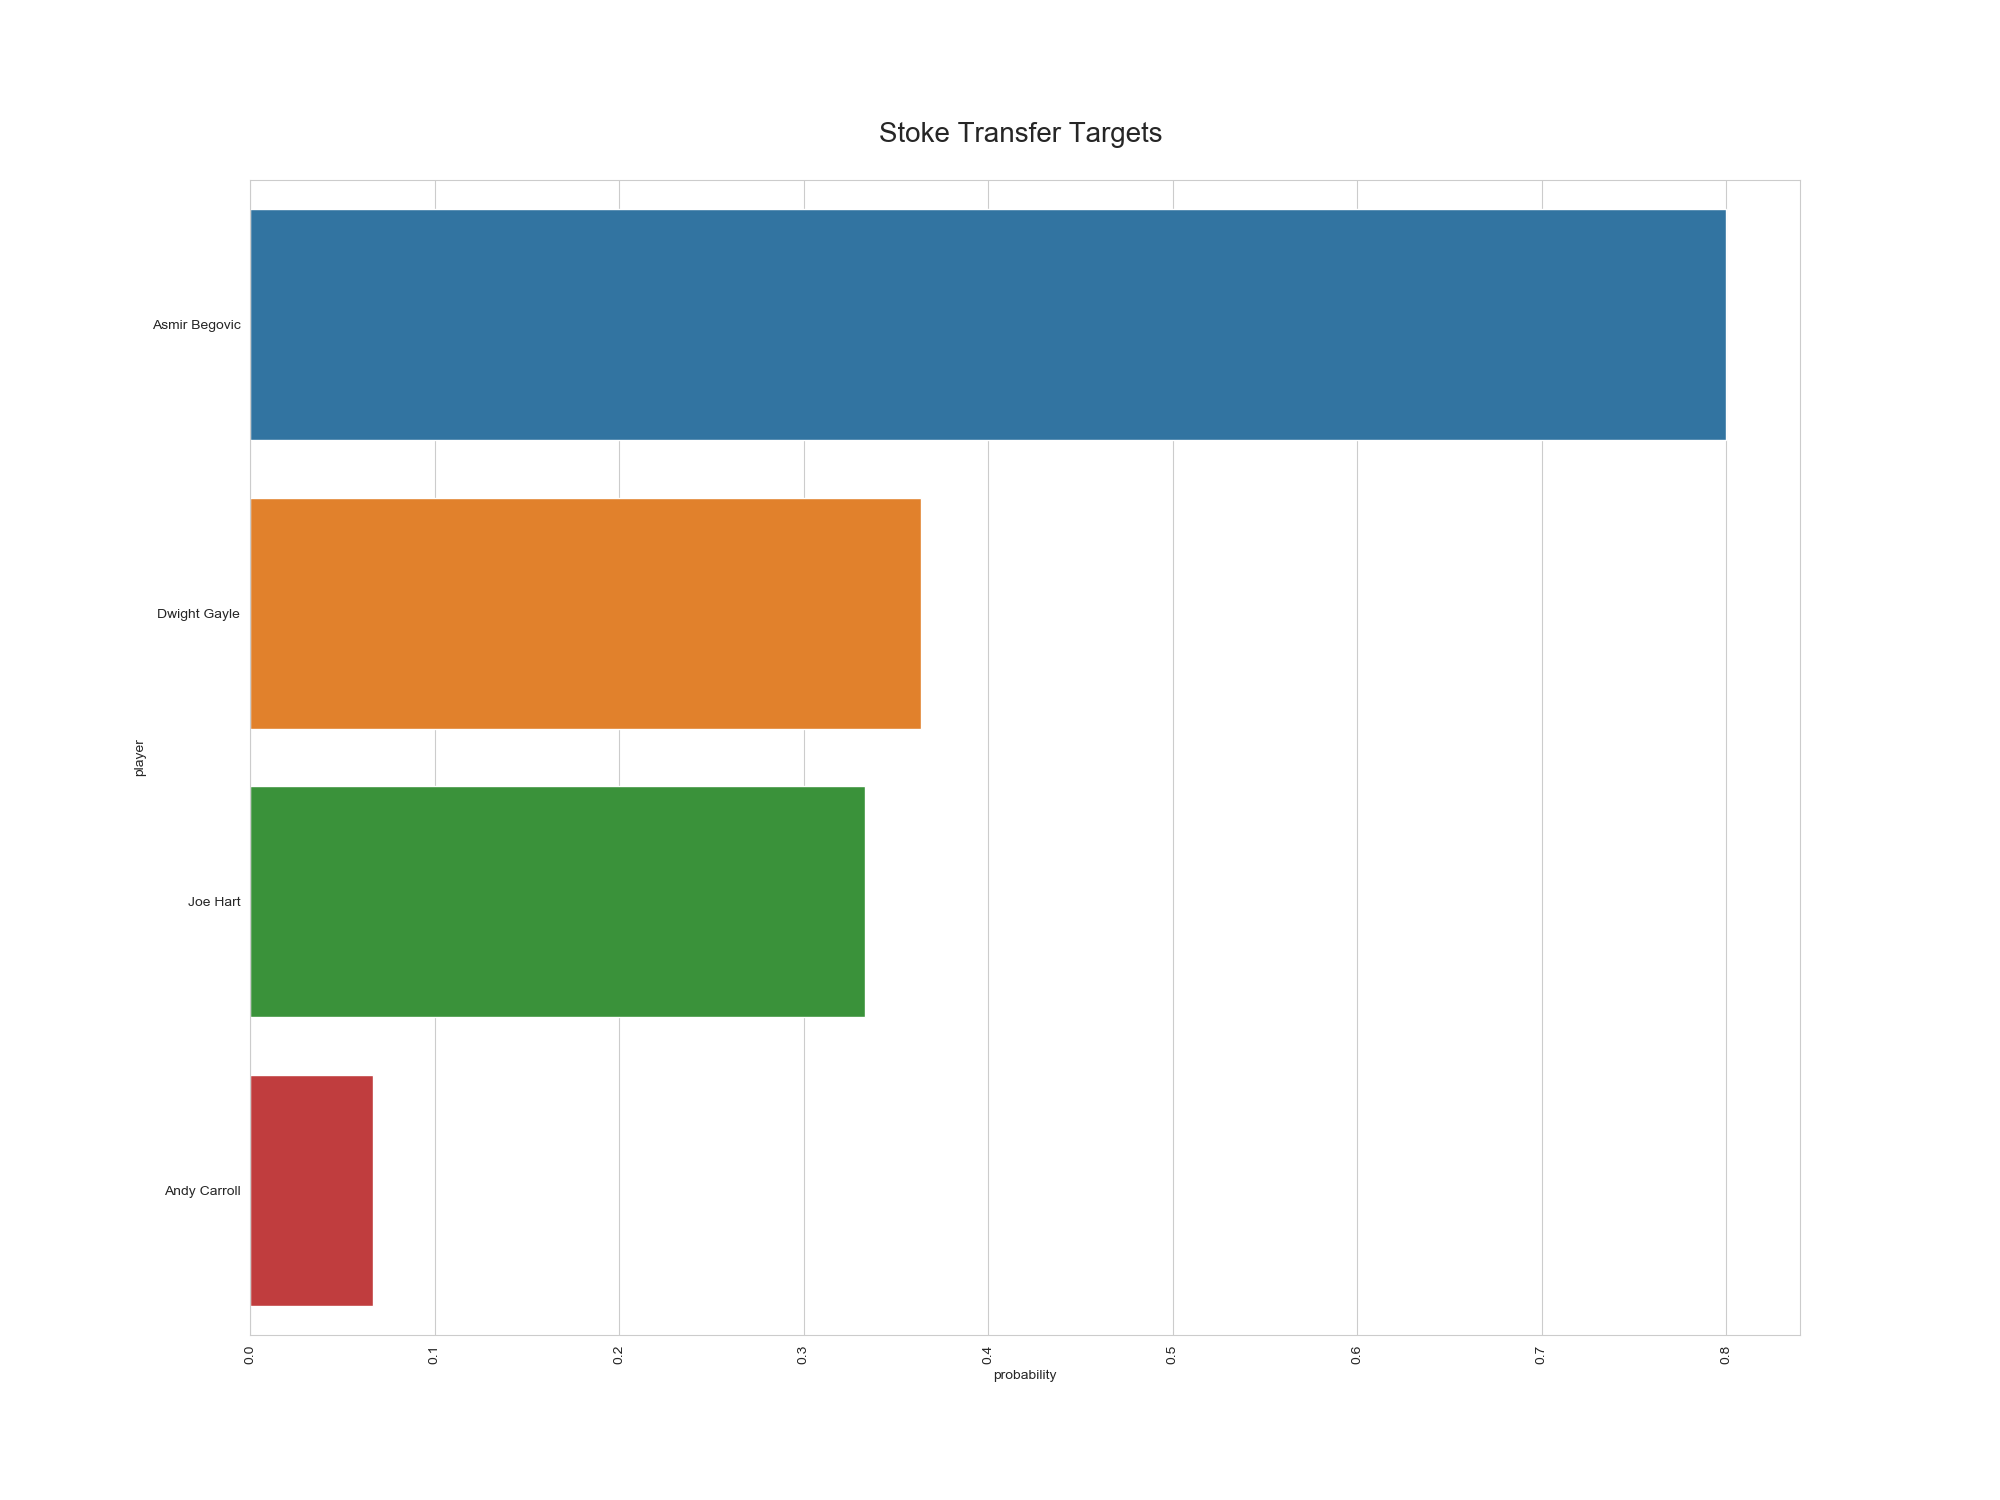 Stoke Transfer Targets
Asmir Begovic
Dwight Gayle
player
Joe Hart
Andy Carroll
0.0 0.1 0.2 0.3 0.4 0.5 0.6 0.7 0.8
probability